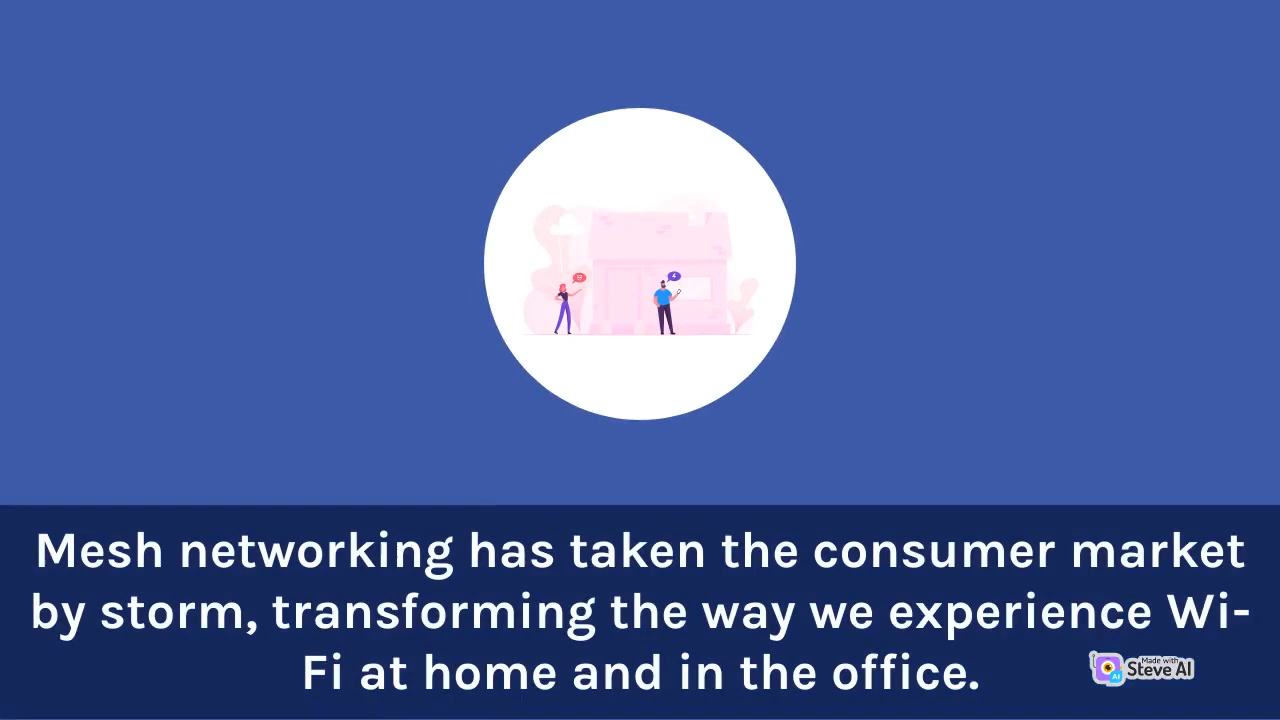 Mesh networking has taken the consumer market
by storm, transforming the way we experience Wi-
Fi at home and in the office.
Made with
Steve AI
AI